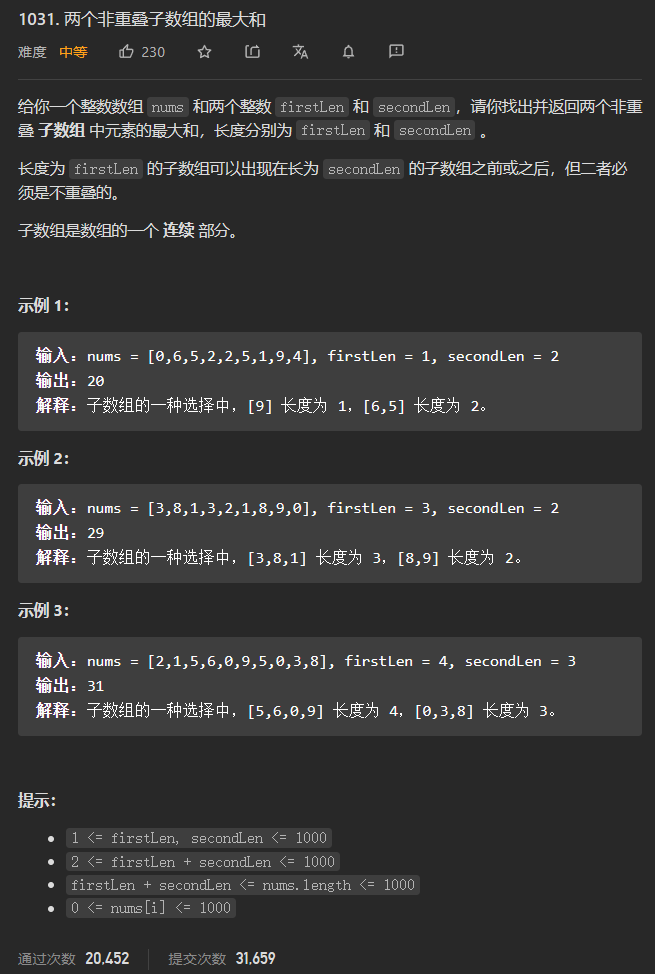 1031. 两个非重叠子数组的最大和
难度 中等 230
给你一个整数数组 nums 和两个整数 firstLen 和 secondLen，请你找出并返回两个非重
叠 子数组 中元素的最大和，长度分别为 firstLen 和 secondLen 。
长度为 firstLen 的子数组可以出现在长为 secondLen 的子数组之前或之后，但二者必
须是不重叠的。
子数组是数组的一个 连续 部分。
示例 1：
输入：nums = [0,6,5,2,2,5,1,9,4], firstLen = 1, secondLen = 2
输出：20
解释：子数组的一种选择中，[9] 长度为 1，[6,5] 长度为 2。
示例 2：
输入：nums = [3,8,1,3,2,1,8,9,0], firstLen = 3, secondLen = 2
输出：29
解释：子数组的一种选择中，[3,8,1] 长度为 3，[8,9] 长度为 2。
示例 3：
输入：nums = [2,1,5,6,0,9,5,0,3,8], firstLen = 4, secondLen = 3
输出：31
解释：子数组的一种选择中，[5,6,0,9] 长度为 4，[0,3,8] 长度为 3。
提示：
1 <= firstLen, secondLen <= 1000
2 <= firstLen + secondLen <= 1000
firstLen + secondLen <= nums.length <= 1000
0 <= nums[i] <= 1000
通过次数 20,452 提交次数 31,659